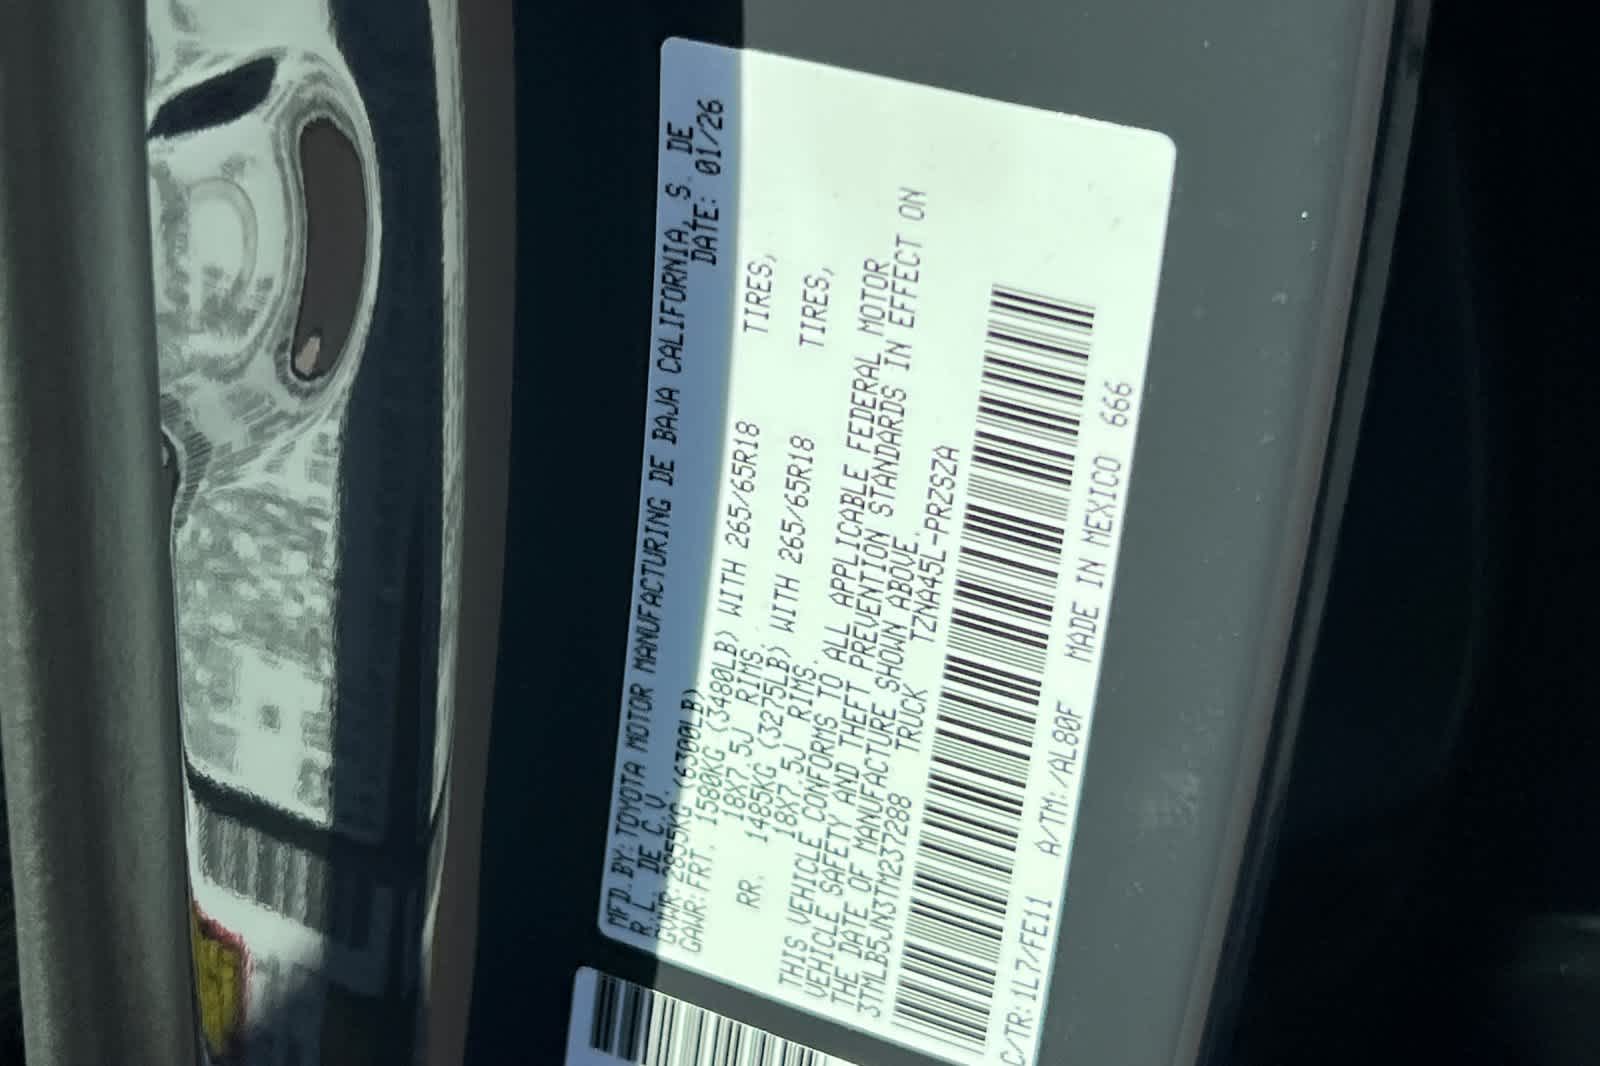 MFD. BY: TOYOTA MOTOR MANUFACTURING DE BAJA CALIFORNIA, S. DE
R.L. DE C.V. DATE: 01/26
GVWR: 2855KG (6300LB)
GAWR: FRT. 1580KG (3480LB) WITH 265/65R18 TIRES,
18X7.5J RIMS.
RR. 1485KG (3275LB) WITH 265/65R18 TIRES,
18X7.5J RIMS.
THIS VEHICLE CONFORMS TO ALL APPLICABLE FEDERAL MOTOR
VEHICLE SAFETY AND THEFT PREVENTION STANDARDS IN EFFECT ON
THE DATE OF MANUFACTURE SHOWN ABOVE.
3TMLB5JN3TM237288 TRUCK TZNA45L-PRZSZA
C/TR: 1L7/FE11 A/TM: /AL80F MADE IN MEXICO 666